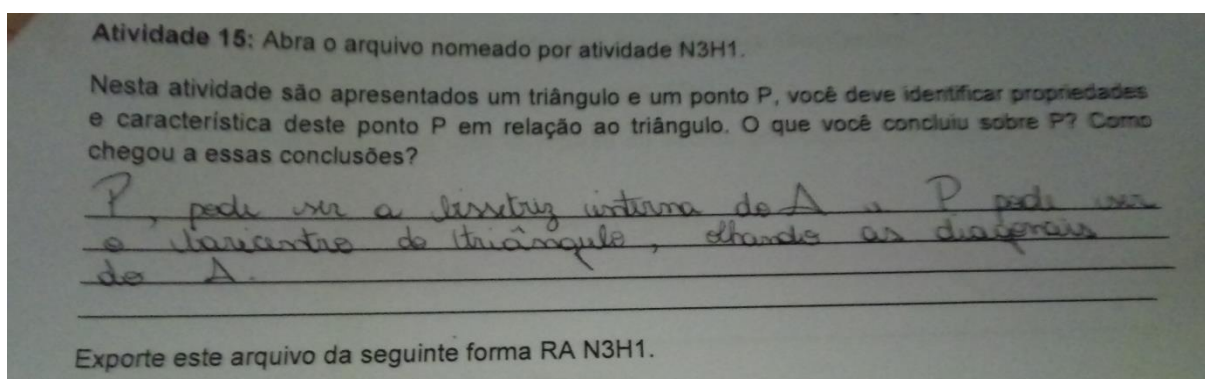 Atividade 15: Abra o arquivo nomeado por atividade N3H1.
Nesta atividade são apresentados um triângulo e um ponto P, você deve identificar propriedades
e característica deste ponto P em relação ao triângulo. O que você concluiu sobre P? Como
chegou a essas conclusões?
P, pode ser a bissetriz interna do Δ e P pode ser
o baricentro do triângulo, olhando as diagonais
do Δ.
Exporte este arquivo da seguinte forma RA N3H1.